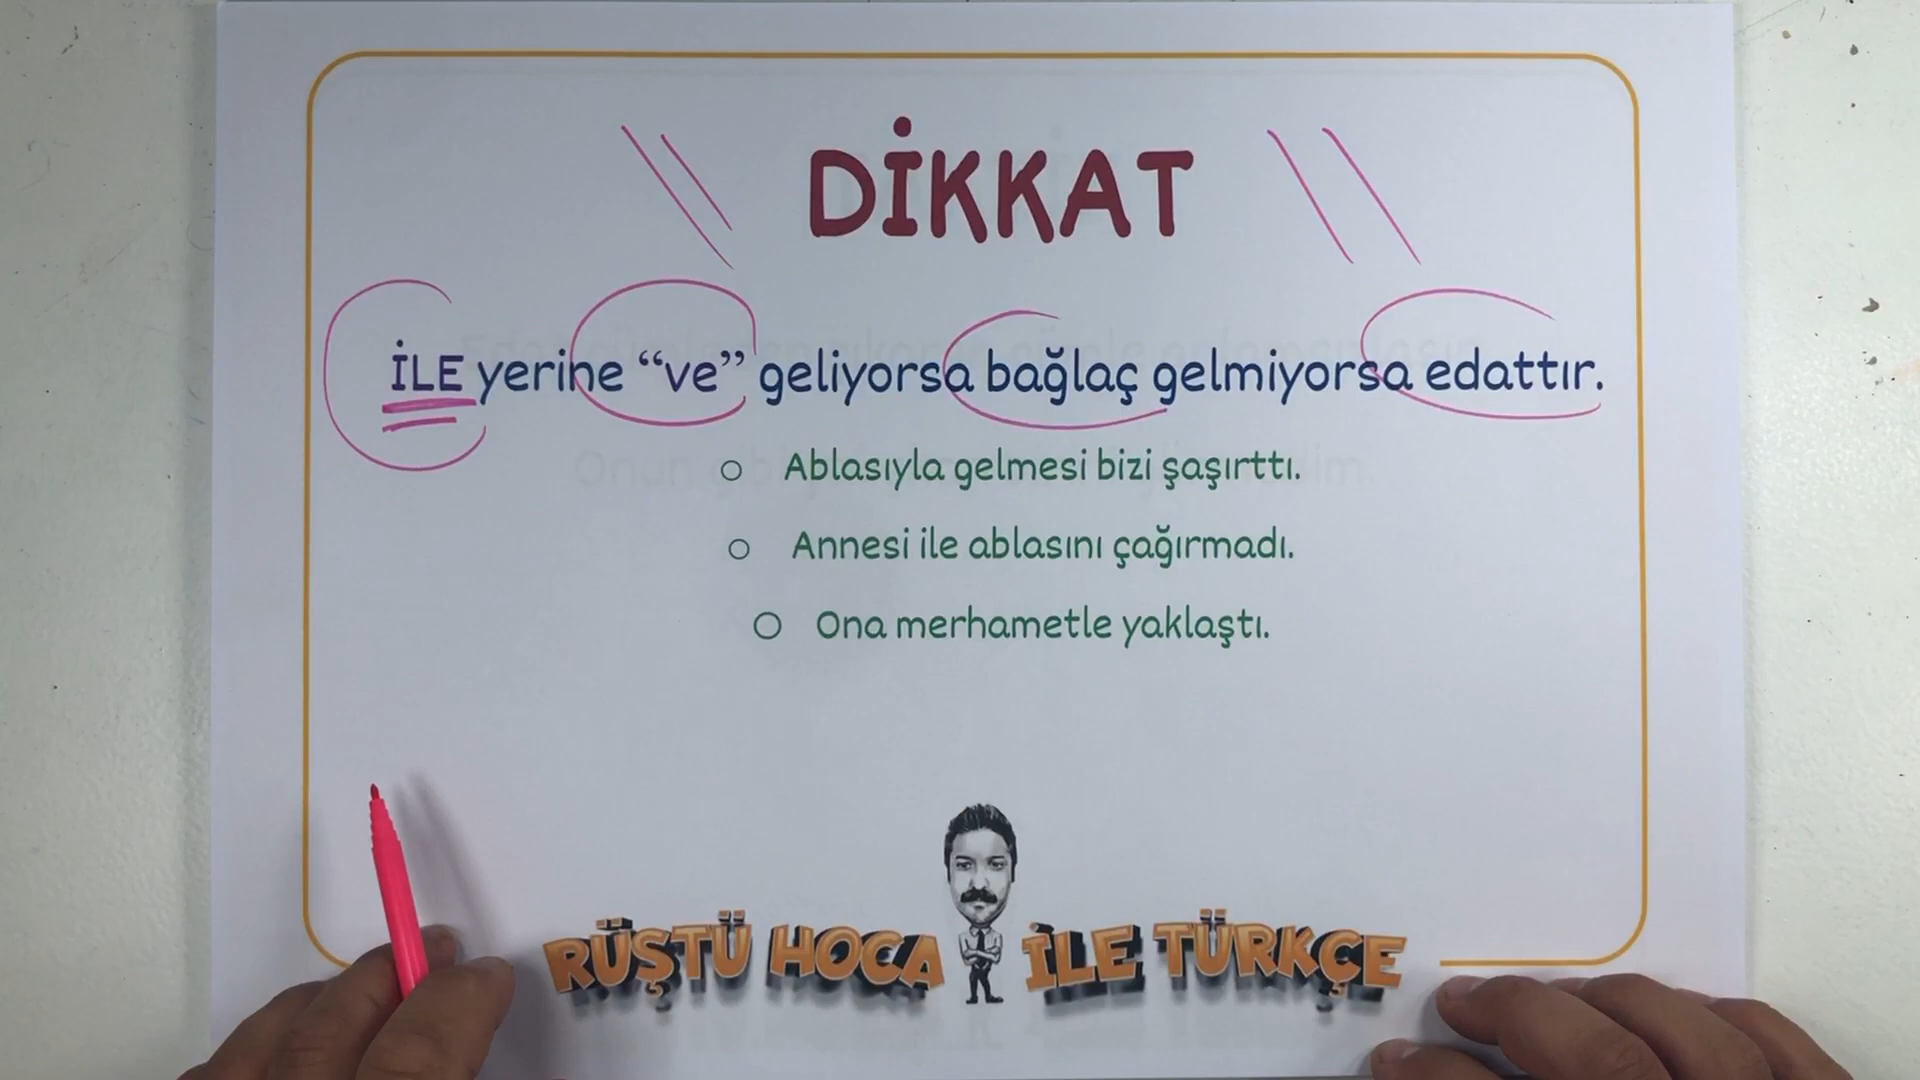 DİKKAT
İLE yerine “ve” geliyorsa bağlaç gelmiyorsa edattır.
Ablasıyla gelmesi bizi şaşırttı.
Annesi ile ablasını çağırmadı.
Ona merhametle yaklaştı.
RÜŞTÜ HOCA İLE TÜRKÇE